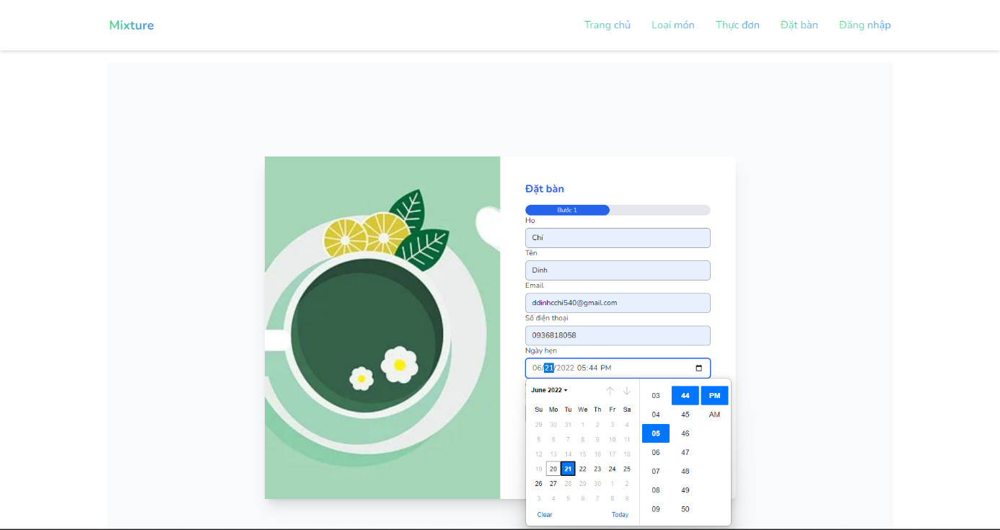 Mixture
Trang chủ Loại món Thực đơn Đặt bàn Đăng nhập
Đặt bàn
Bước 1
Họ
Chí
Tên
Dinh
Email
ddinhcchi540@gmail.com
Số điện thoại
0936818058
Ngày hẹn
06/21/2022 05:44 PM
June 2022
Su Mo Tu We Th Fr Sa
29 30 31 1 2 3 4
5 6 7 8 9 10 11
12 13 14 15 16 17 18
19 20 21 22 23 24 25
26 27 28 29 30 1 2
3 4 5 6 7 8 9
Clear Today
03 44 PM
04 45 AM
05 46
06 47
07 48
08 49
09 50